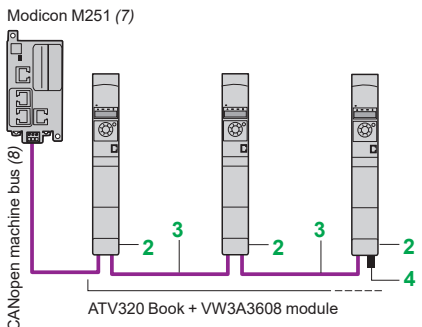 Modicon M251 (7)
CANopen machine bus (8)
2
3
2
3
2
4
ATV320 Book + VW3A3608 module